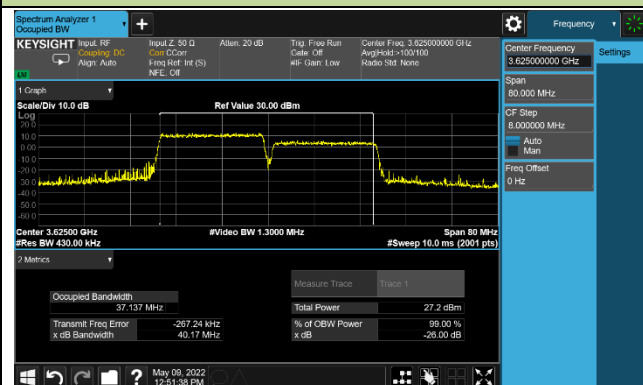 Spectrum Analyzer 1
Occupied BW
+
Frequency
KEYSIGHT
Input: RF
Coupling: DC
Align: Auto
Input Z: 50 Ω
Corr CCorr
Freq Ref: Int (S)
NFE: Off
Atten: 20 dB
Trig: Free Run
Gate: Off
#IF Gain: Low
Center Freq: 3.625000000 GHz
Avg|Hold:>100/100
Radio Std: None
LM
1 Graph
Scale/Div 10.0 dB
Ref Value 30.00 dBm
Log
20.0
10.0
0.00
-10.0
-20.0
-30.0
-40.0
-50.0
-60.0
Center 3.62500 GHz
#Res BW 430.00 kHz
#Video BW 1.3000 MHz
Span 80 MHz
#Sweep 10.0 ms (2001 pts)
2 Metrics
Measure Trace
Trace 1
Occupied Bandwidth
37.137 MHz
Total Power
27.2 dBm
Transmit Freq Error
-267.24 kHz
% of OBW Power
99.00 %
x dB Bandwidth
40.17 MHz
x dB
-26.00 dB
May 09, 2022
12:51:38 PM
?
Center Frequency
3.625000000 GHz
Settings
Span
80.000 MHz
CF Step
8.000000 MHz
Auto
Man
Freq Offset
0 Hz